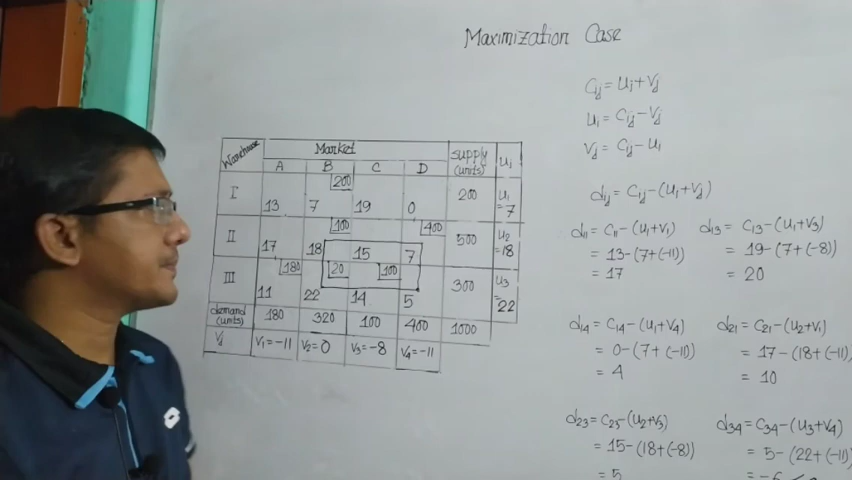 Maximization Case
Warehouse Market supply (units) Ui
A B C D
I 200 200 U1 = 7
13 7 19 0
II 100 400 500 U2 = 18
17 18 15 7
III 180 20 100 300 U3 = 22
11 22 14 5
demand (units) 180 320 100 400 1000
Vj V1=-11 V2=0 V3=-8 V4=-11
Cij = Ui+Vj
Ui = Cij-Vj
Vj = Cij-Ui
dij = Cij-(Ui+Vj)
d11 = C11-(U1+V1)
= 13-(7+(-11))
= 17
d13 = C13-(U1+V3)
= 19-(7+(-8))
= 20
d14 = C14-(U1+V4)
= 0-(7+(-11))
= 4
d21 = C21-(U2+V1)
= 17-(18+(-11))
= 10
d23 = C23-(U2+V3)
= 15-(18+(-8))
= 5
d34 = C34-(U3+V4)
= 5-(22+(-11))
= -6